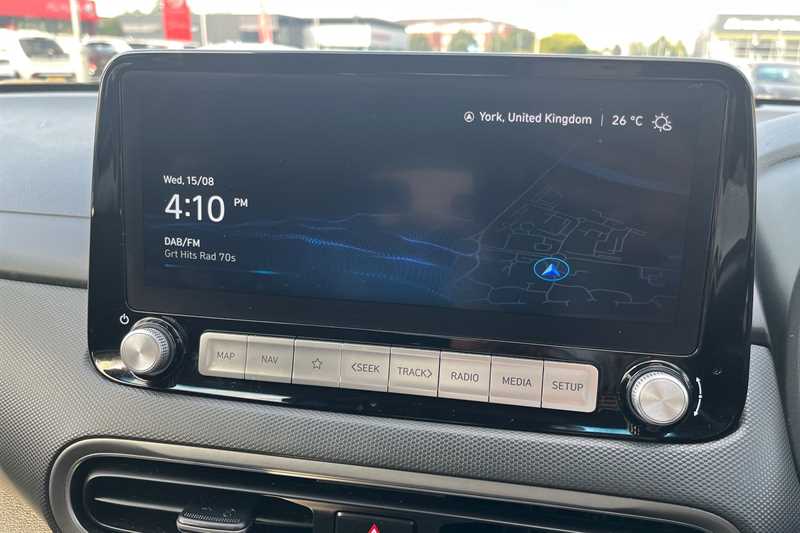 York, United Kingdom | 26 °C
Wed, 15/08
4:10 PM
DAB/FM
Grt Hits Rad 70s
MAP
NAV
<SEEK
TRACK>
RADIO
MEDIA
SETUP